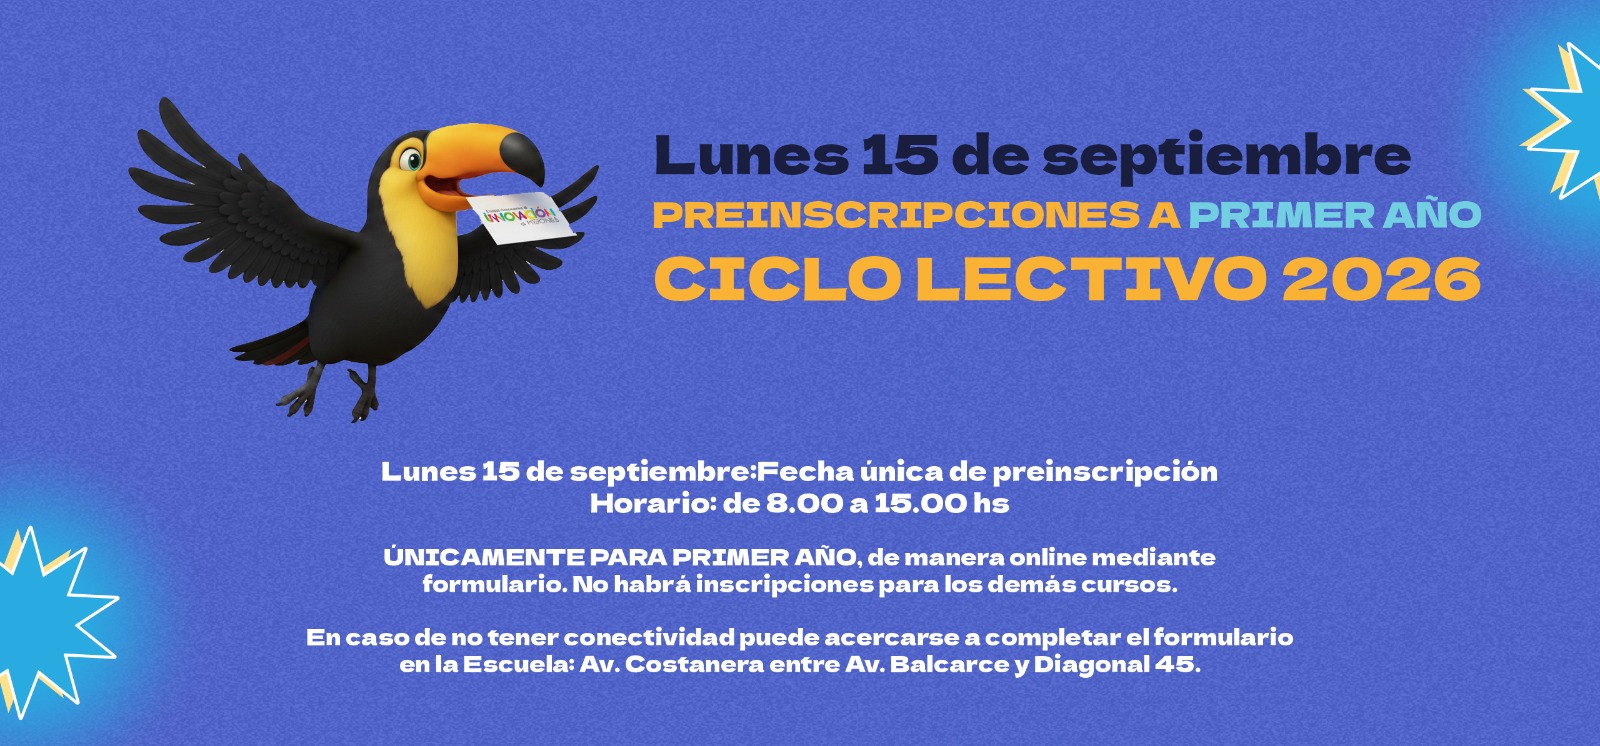 INNOVACIÓN
de MISIONES
Lunes 15 de septiembre
PREINSCRIPCIONES A PRIMER AÑO
CICLO LECTIVO 2026
Lunes 15 de septiembre:Fecha única de preinscripción
Horario: de 8.00 a 15.00 hs
ÚNICAMENTE PARA PRIMER AÑO, de manera online mediante
formulario. No habrá inscripciones para los demás cursos.
En caso de no tener conectividad puede acercarse a completar el formulario
en la Escuela: Av. Costanera entre Av. Balcarce y Diagonal 45.